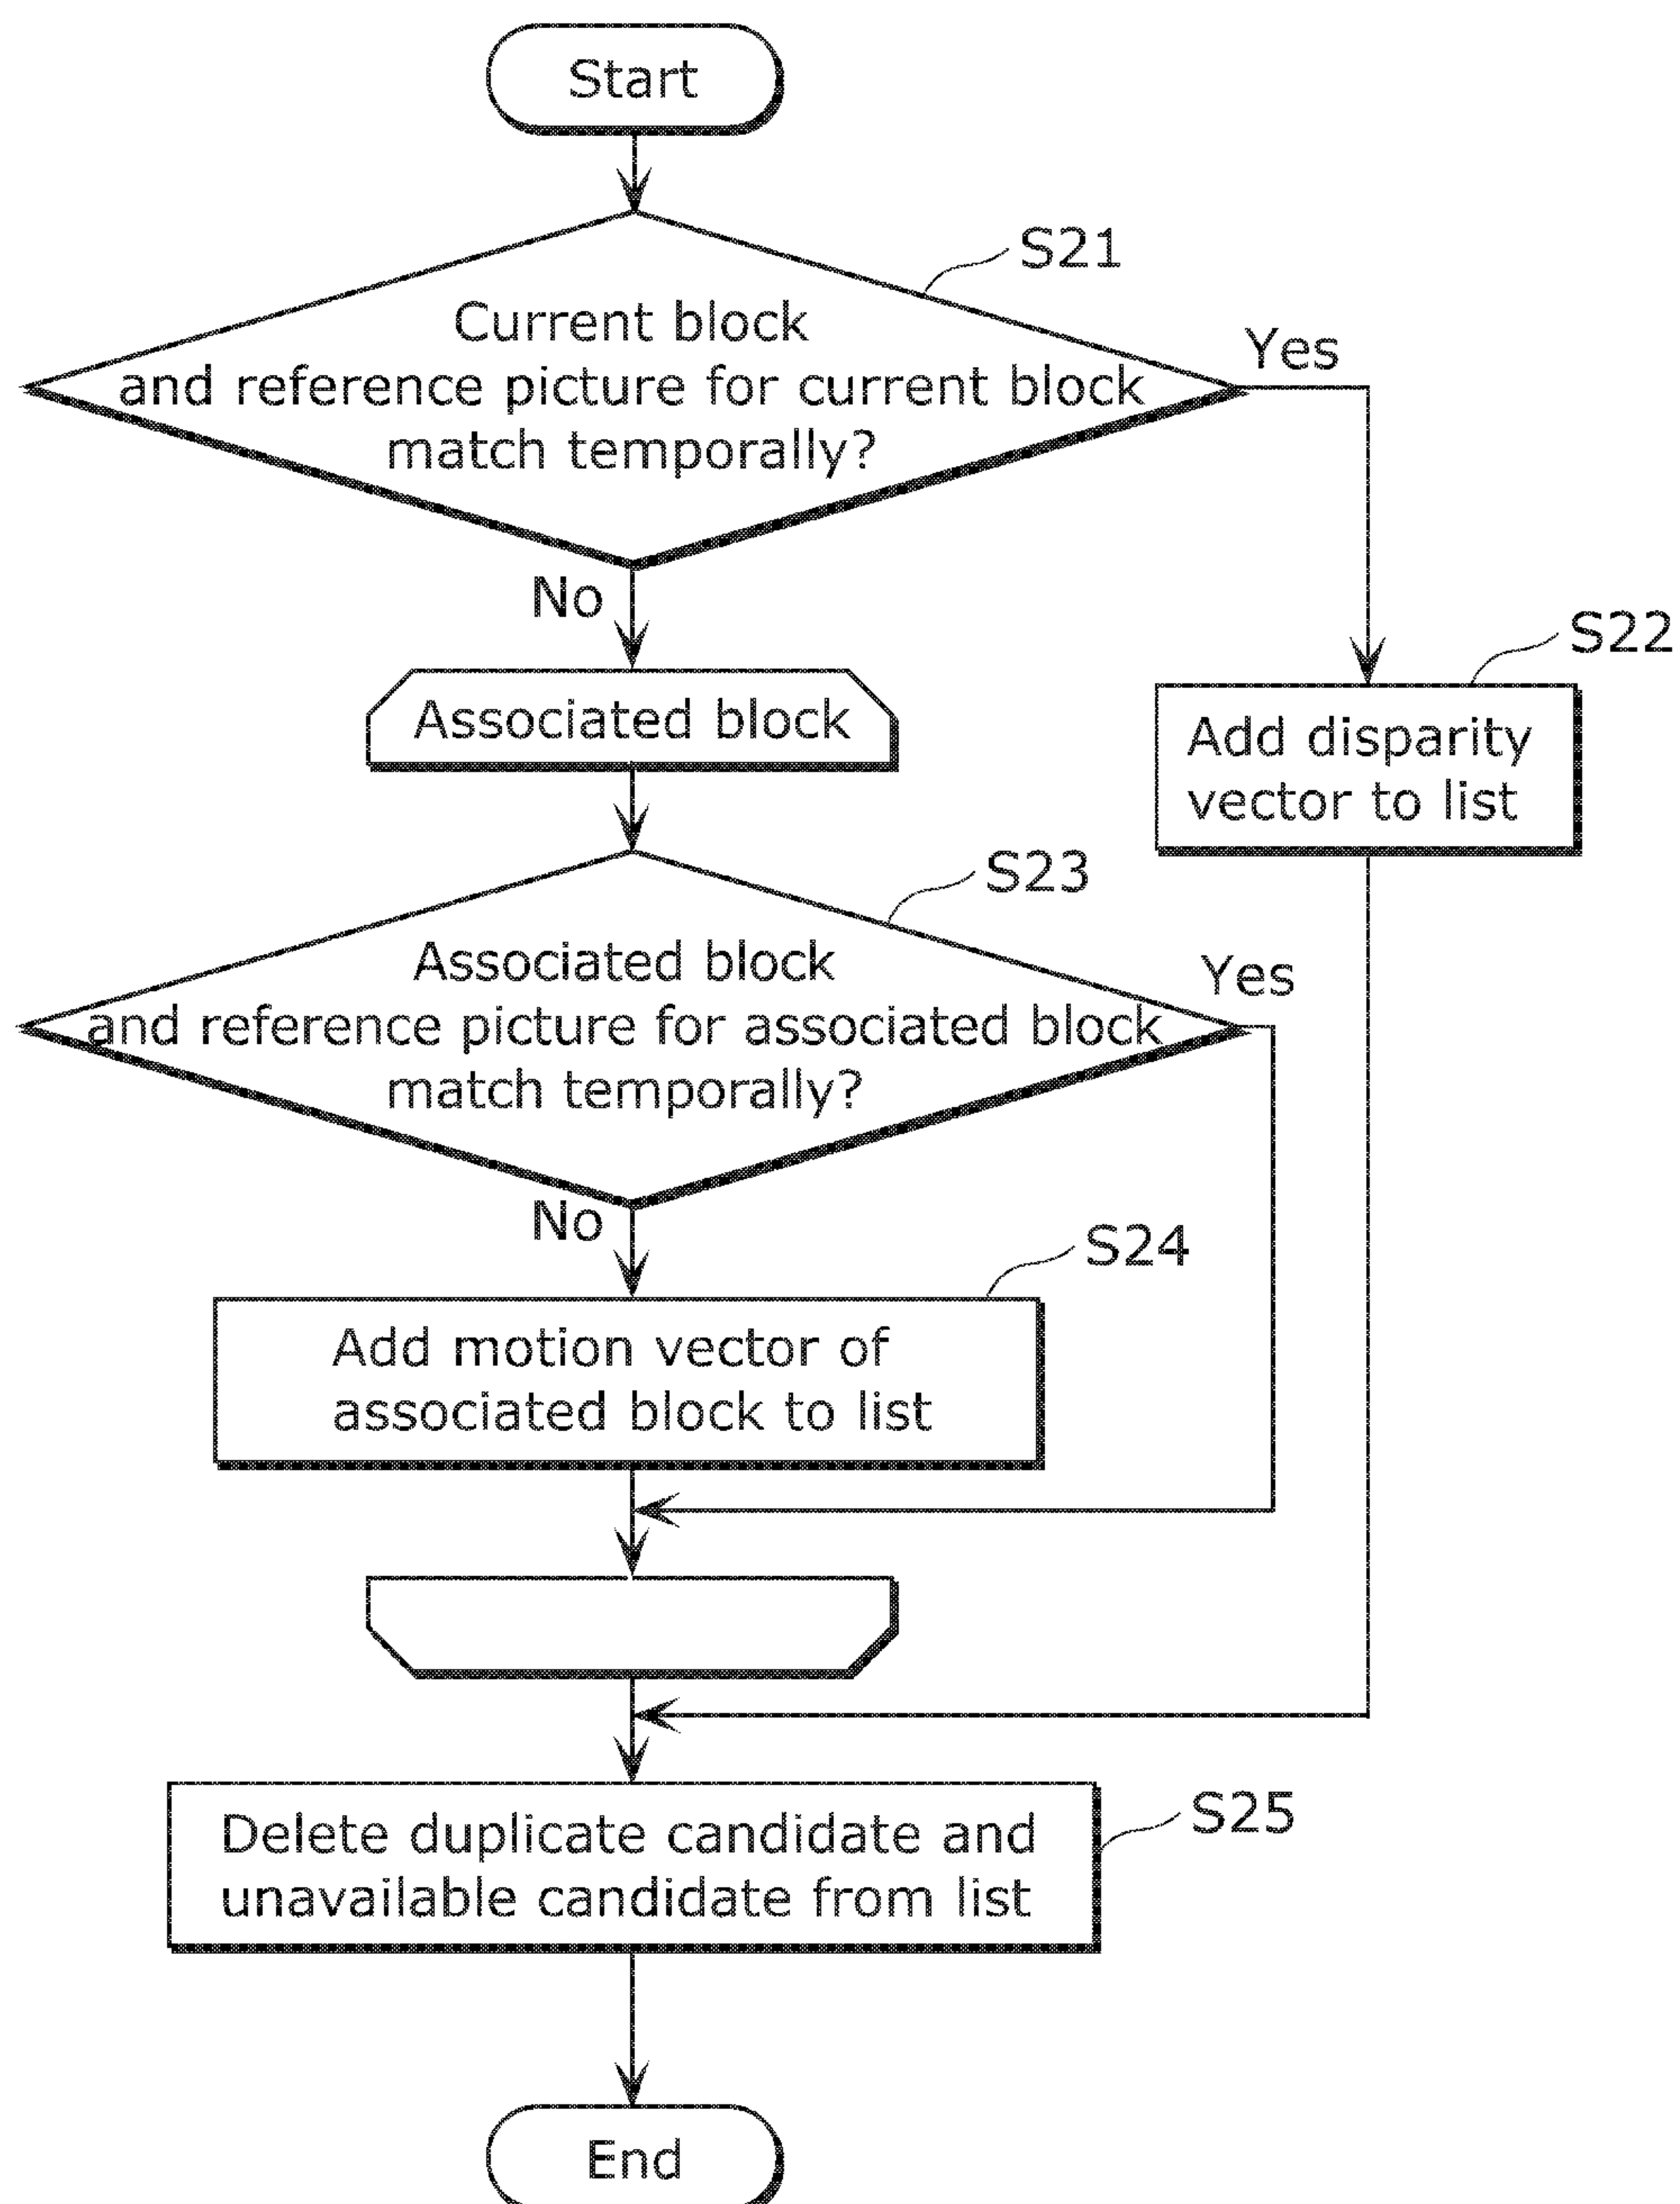 Start
S21
Current block
and reference picture for current block
match temporally?
Yes
No
S22
Associated block
Add disparity
vector to list
S23
Associated block
and reference picture for associated block
match temporally?
Yes
No
S24
Add motion vector of
associated block to list
S25
Delete duplicate candidate and
unavailable candidate from list
End